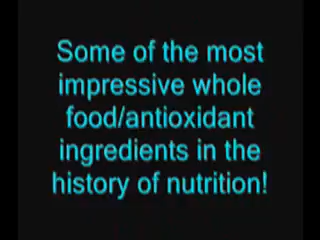 Some of the most
impressive whole
food/antioxidant
ingredients in the
history of nutrition!